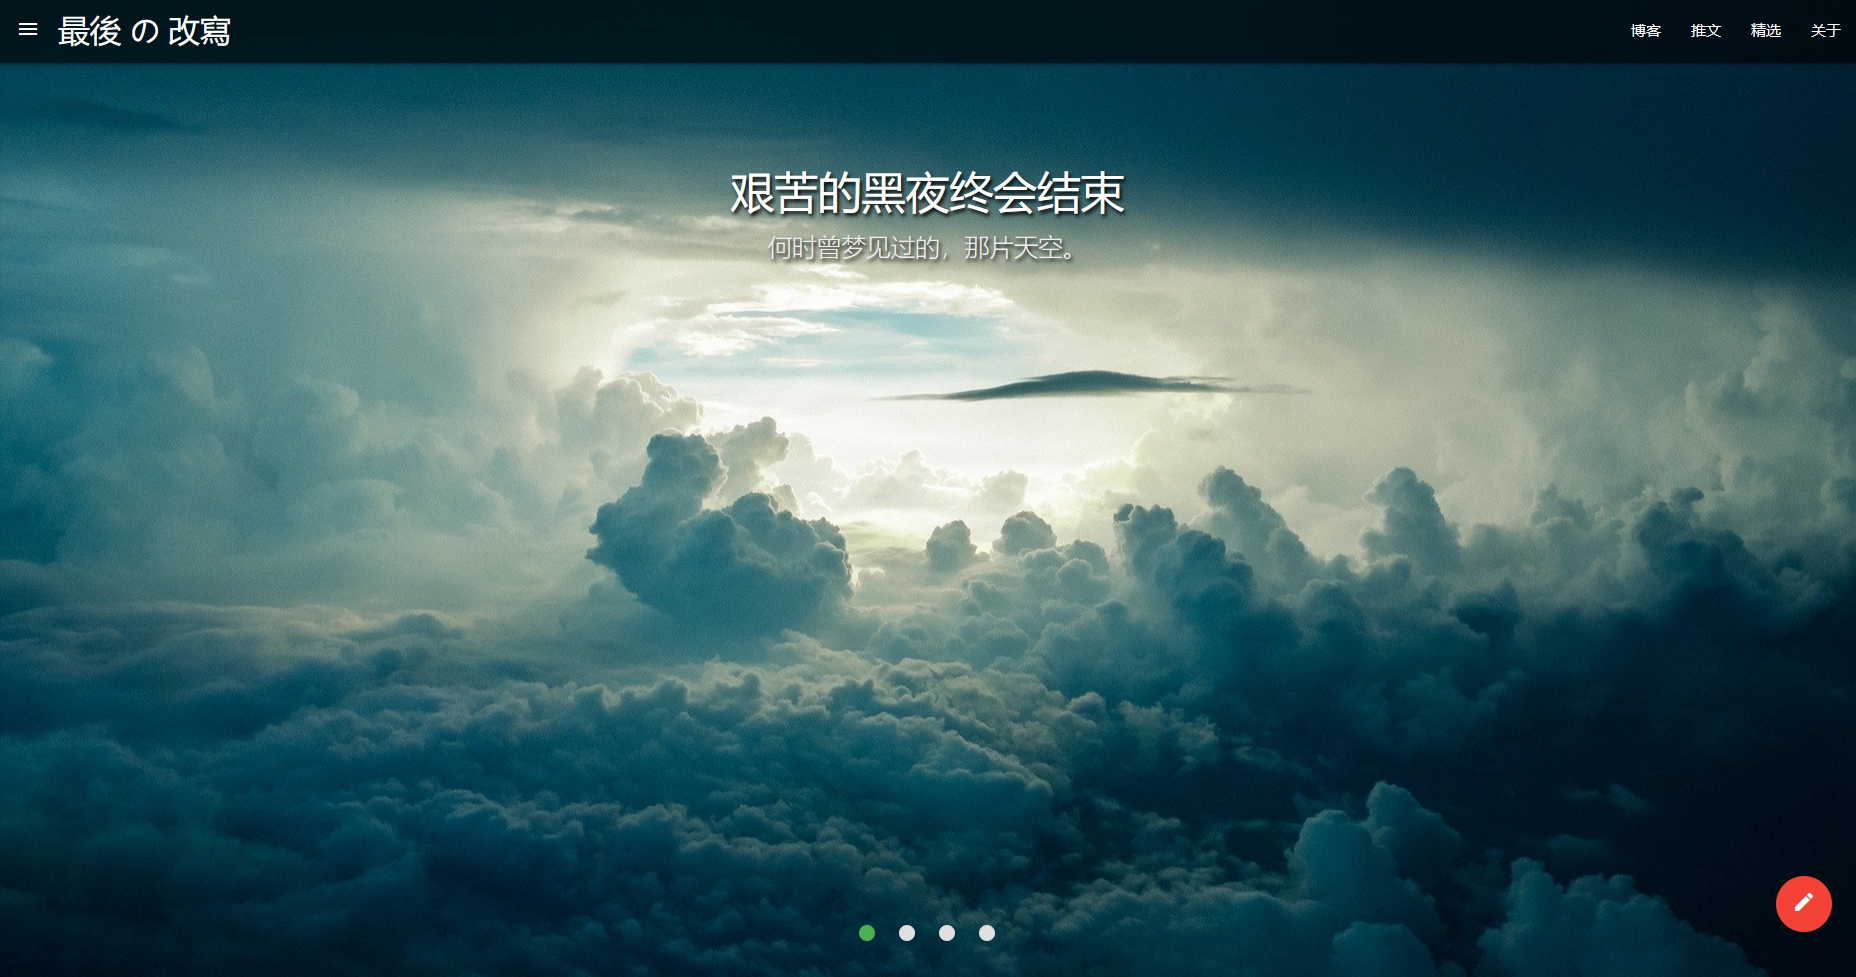 最後 の 改寫
博客 推文 精选 关于
艰苦的黑夜终会结束
何时曾梦见过的，那片天空。